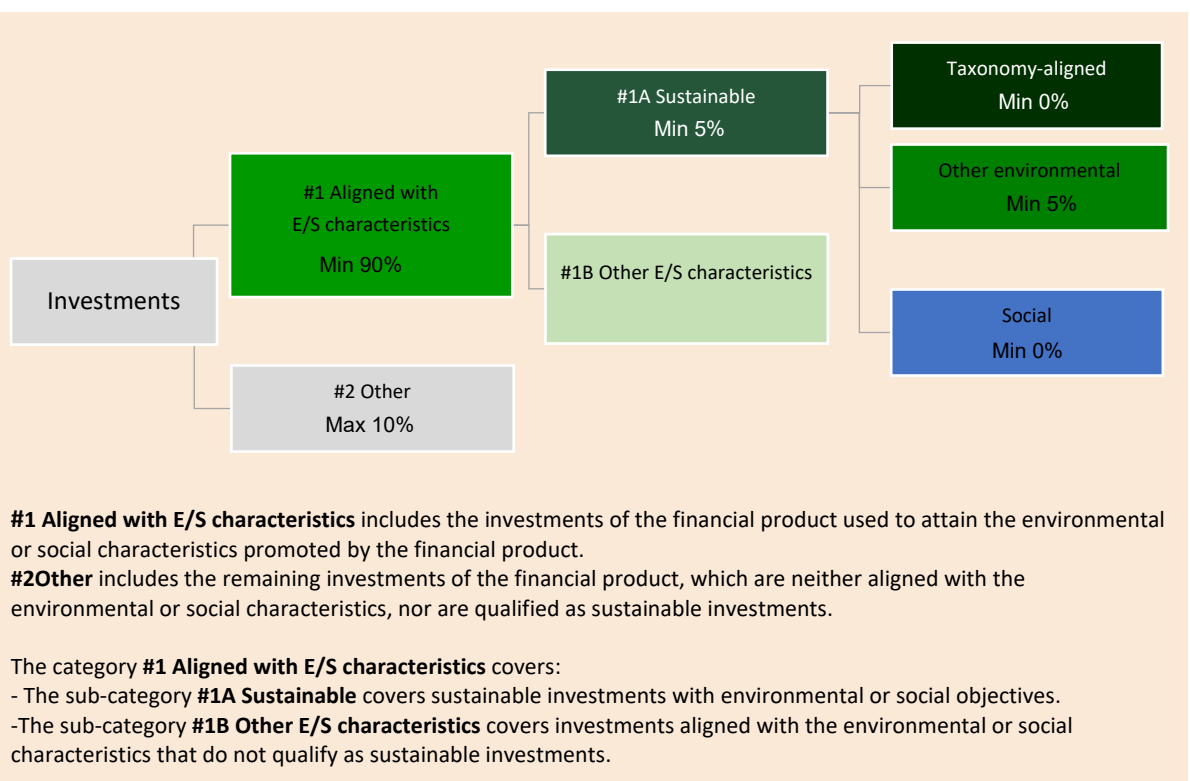 Investments
#1 Aligned with
E/S characteristics
Min 90%
#2 Other
Max 10%
#1A Sustainable
Min 5%
#1B Other E/S characteristics
Taxonomy-aligned
Min 0%
Other environmental
Min 5%
Social
Min 0%
#1 Aligned with E/S characteristics includes the investments of the financial product used to attain the environmental
or social characteristics promoted by the financial product.
#2Other includes the remaining investments of the financial product, which are neither aligned with the
environmental or social characteristics, nor are qualified as sustainable investments.
The category #1 Aligned with E/S characteristics covers:
- The sub-category #1A Sustainable covers sustainable investments with environmental or social objectives.
-The sub-category #1B Other E/S characteristics covers investments aligned with the environmental or social
characteristics that do not qualify as sustainable investments.